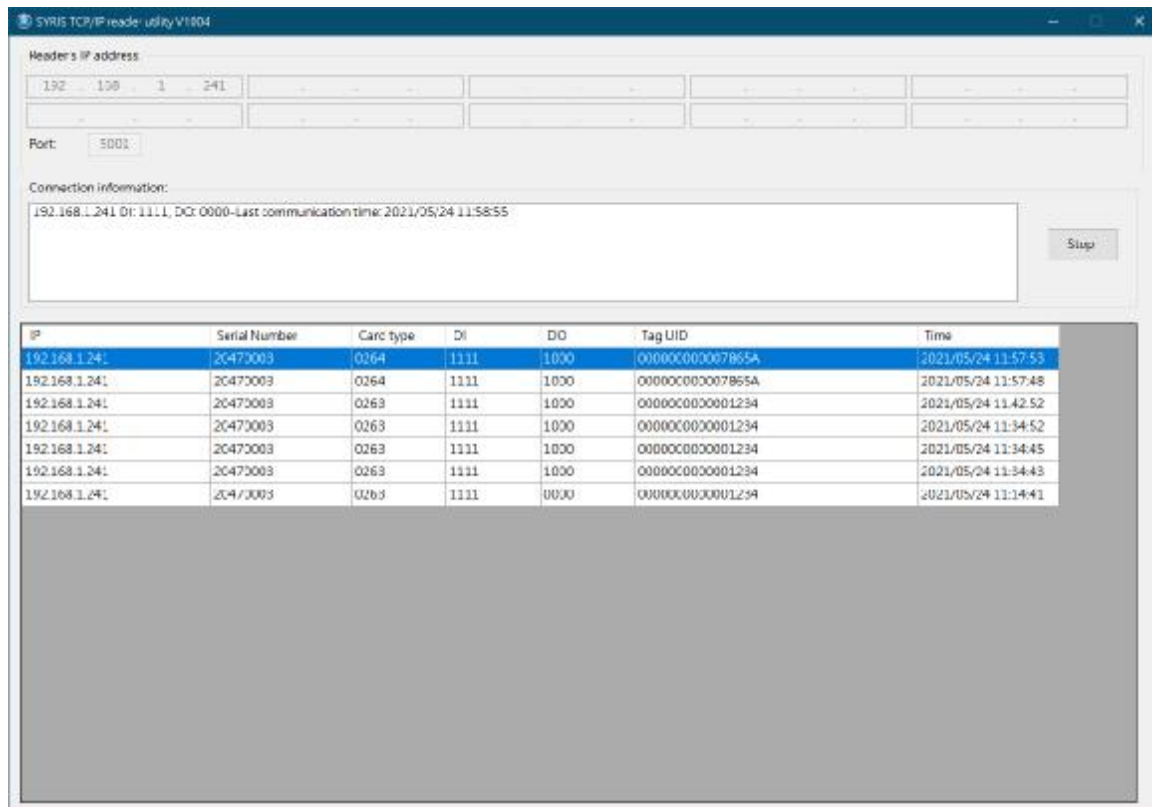 SYRIS TCP/IP reader utility V1004
Reader's IP address
192 . 168 . 1 . 241
Port: 5001
Connection information:
192.168.1.241 DI: 1111, DO: 0000-Last communication time: 2021/05/24 11:58:55
Stop
IP Serial Number Card type DI DO Tag UID Time
192.168.1.241 20470003 0264 1111 1000 000000000007865A 2021/05/24 11:57:53
192.168.1.241 20470003 0264 1111 1000 000000000007865A 2021/05/24 11:57:48
192.168.1.241 20470003 0263 1111 1000 0000000000001234 2021/05/24 11:42:52
192.168.1.241 20470003 0263 1111 1000 0000000000001234 2021/05/24 11:34:52
192.168.1.241 20470003 0263 1111 1000 0000000000001234 2021/05/24 11:34:45
192.168.1.241 20470003 0263 1111 1000 0000000000001234 2021/05/24 11:34:43
192.168.1.241 20470003 0263 1111 0000 0000000000001234 2021/05/24 11:14:41